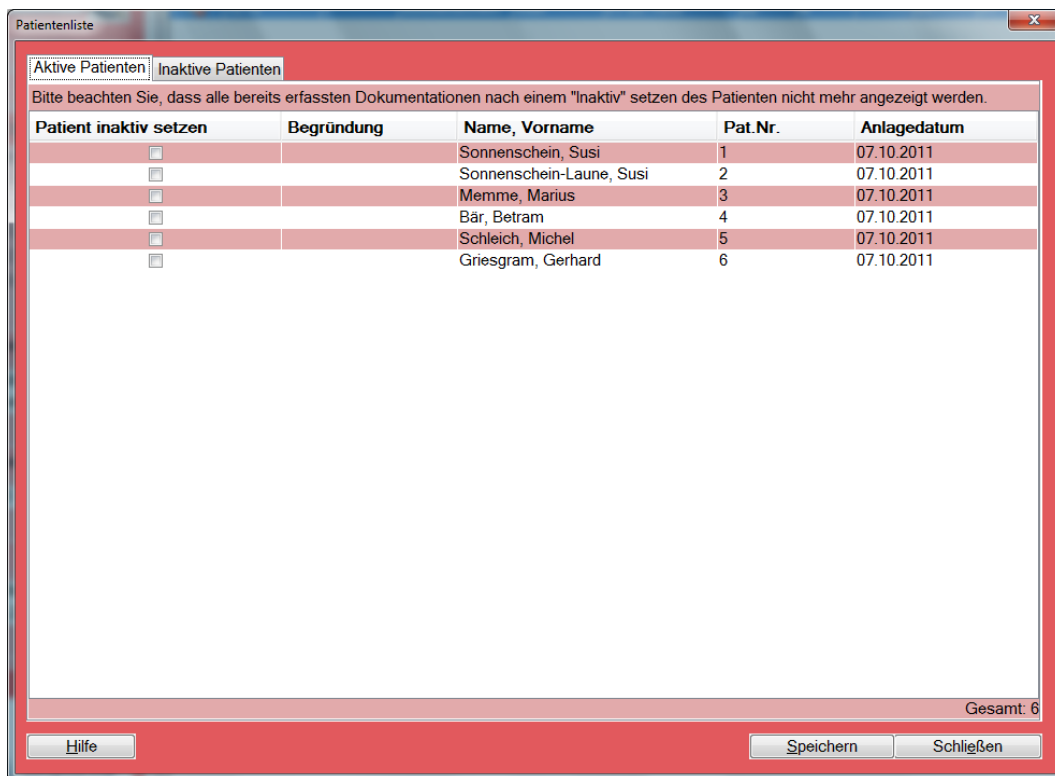 Patientenliste
Aktive Patienten Inaktive Patienten
Bitte beachten Sie, dass alle bereits erfassten Dokumentationen nach einem "Inaktiv" setzen des Patienten nicht mehr angezeigt werden.
Patient inaktiv setzen Begründung Name, Vorname Pat.Nr. Anlagedatum
Sonnenschein, Susi 1 07.10.2011
Sonnenschein-Laune, Susi 2 07.10.2011
Memme, Marius 3 07.10.2011
Bär, Betram 4 07.10.2011
Schleich, Michel 5 07.10.2011
Griesgram, Gerhard 6 07.10.2011
Gesamt: 6
Hilfe Speichern Schließen